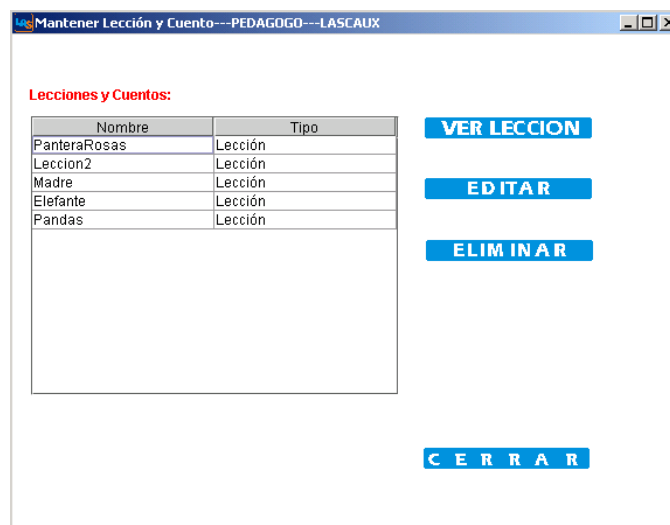 Mantener Lección y Cuento---PEDAGOGO---LASCAUX
Lecciones y Cuentos:
Nombre Tipo
PanteraRosas Lección
Leccion2 Lección
Madre Lección
Elefante Lección
Pandas Lección
VER LECCION
EDITAR
ELIMINAR
CERRAR